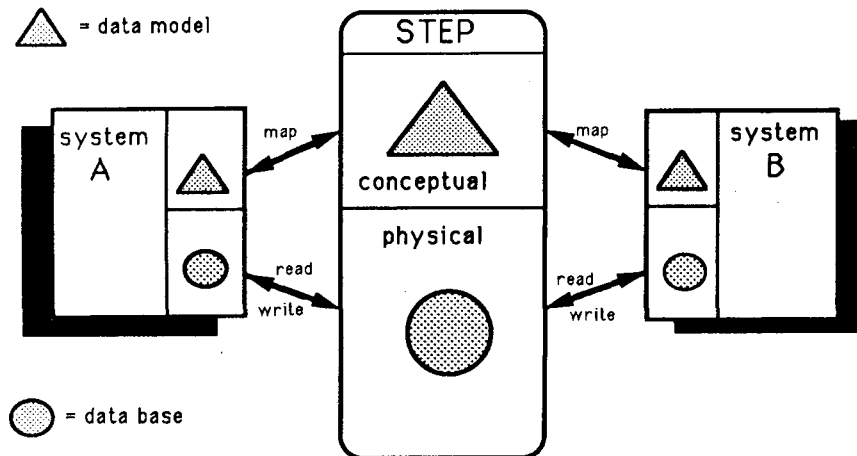 = data model
STEP
system
A
map
conceptual
map
system
B
physical
read
write
read
write
= data base